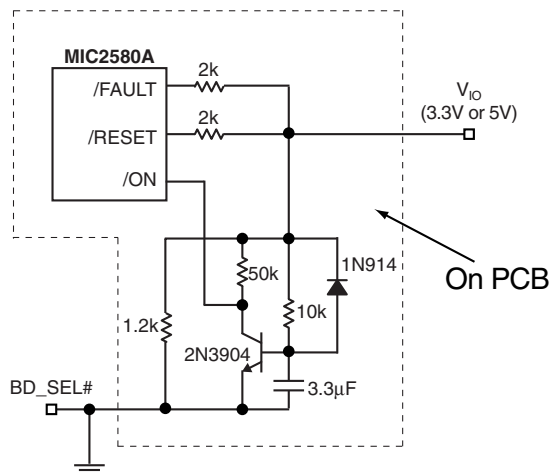 MIC2580A
/FAULT
2k
V_IO
(3.3V or 5V)
/RESET
2k
/ON
1N914
On PCB
50k
10k
1.2k
2N3904
BD_SEL#
3.3µF